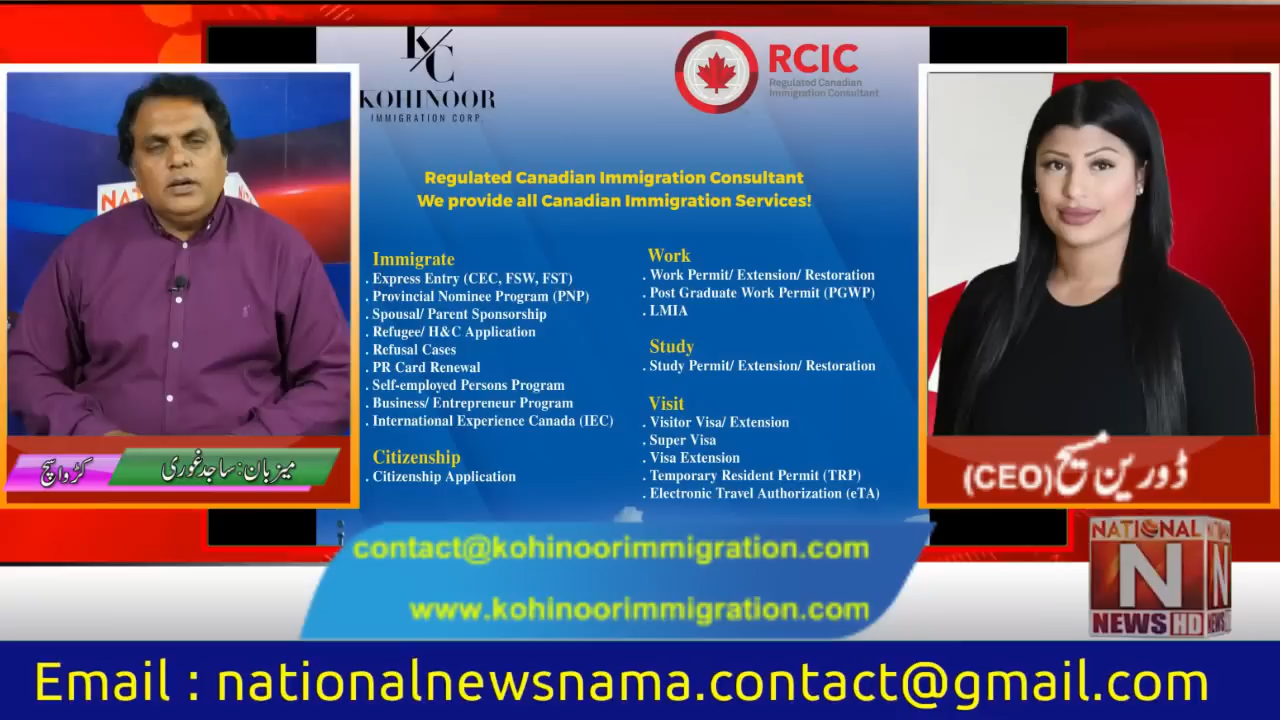 K/C
KOHINOOR
IMMIGRATION CORP.
RCIC
Regulated Canadian
Immigration Consultant
Regulated Canadian Immigration Consultant
We provide all Canadian Immigration Services!
Immigrate
. Express Entry (CEC, FSW, FST)
. Provincial Nominee Program (PNP)
. Spousal/ Parent Sponsorship
. Refugee/ H&C Application
. Refusal Cases
. PR Card Renewal
. Self-employed Persons Program
. Business/ Entrepreneur Program
. International Experience Canada (IEC)
Citizenship
. Citizenship Application
Work
. Work Permit/ Extension/ Restoration
. Post Graduate Work Permit (PGWP)
. LMIA
Study
. Study Permit/ Extension/ Restoration
Visit
. Visitor Visa/ Extension
. Super Visa
. Visa Extension
. Temporary Resident Permit (TRP)
. Electronic Travel Authorization (eTA)
NAT
میزبان: ساجد غوری
کڑوا سچ
ڈورین مسیح (CEO)
contact@kohinoorimmigration.com
www.kohinoorimmigration.com
NATIONAL
N
NEWS HD
N
NEWS
Email : nationalnewsnama.contact@gmail.com